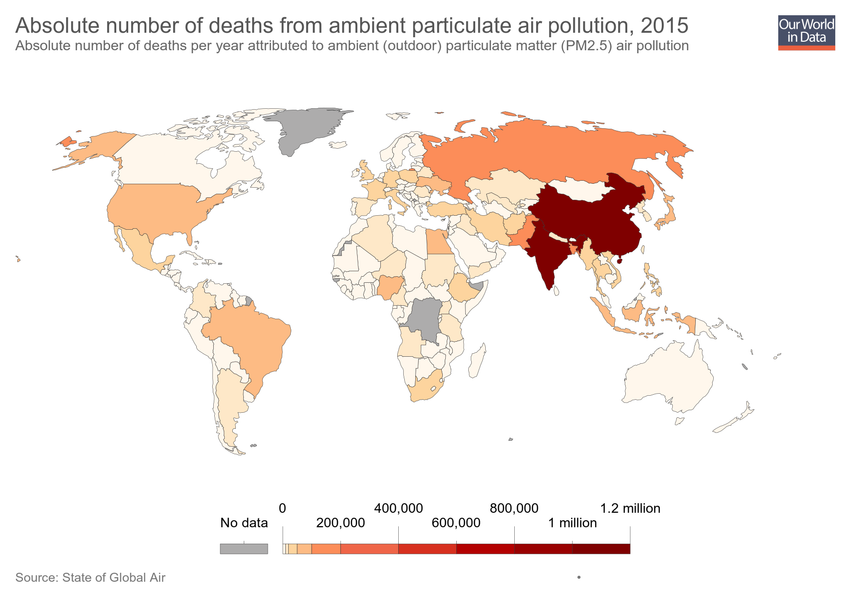 Absolute number of deaths from ambient particulate air pollution, 2015
Absolute number of deaths per year attributed to ambient (outdoor) particulate matter (PM2.5) air pollution
Our World
in Data
No data
0
200,000
400,000
600,000
800,000
1 million
1.2 million
Source: State of Global Air